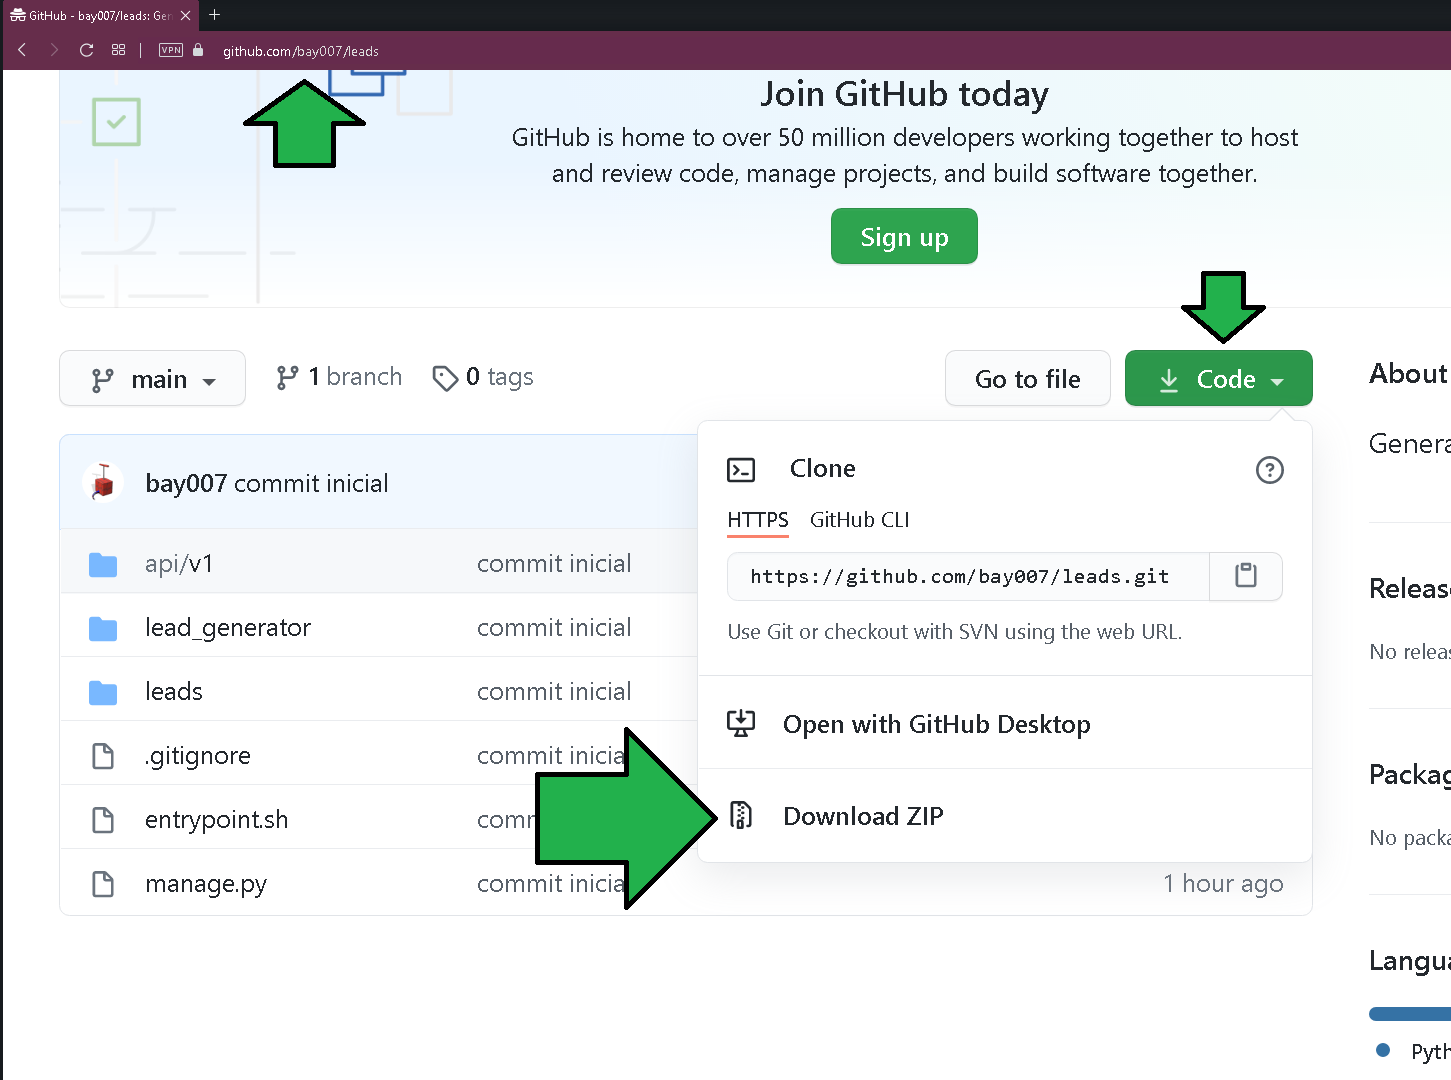 GitHub - bay007/leads: Gen
VPN
github.com/bay007/leads
Join GitHub today
GitHub is home to over 50 million developers working together to host
and review code, manage projects, and build software together.
Sign up
main
1 branch
0 tags
Go to file
Code
About
bay007 commit inicial
Clone
HTTPS
GitHub CLI
https://github.com/bay007/leads.git
Use Git or checkout with SVN using the web URL.
Open with GitHub Desktop
Download ZIP
api/v1
commit inicial
lead_generator
commit inicial
leads
commit inicial
.gitignore
commit inicia
entrypoint.sh
com
manage.py
commit inicia
1 hour ago
Genera
Release
No releas
Packag
No packa
Langua
Pyth